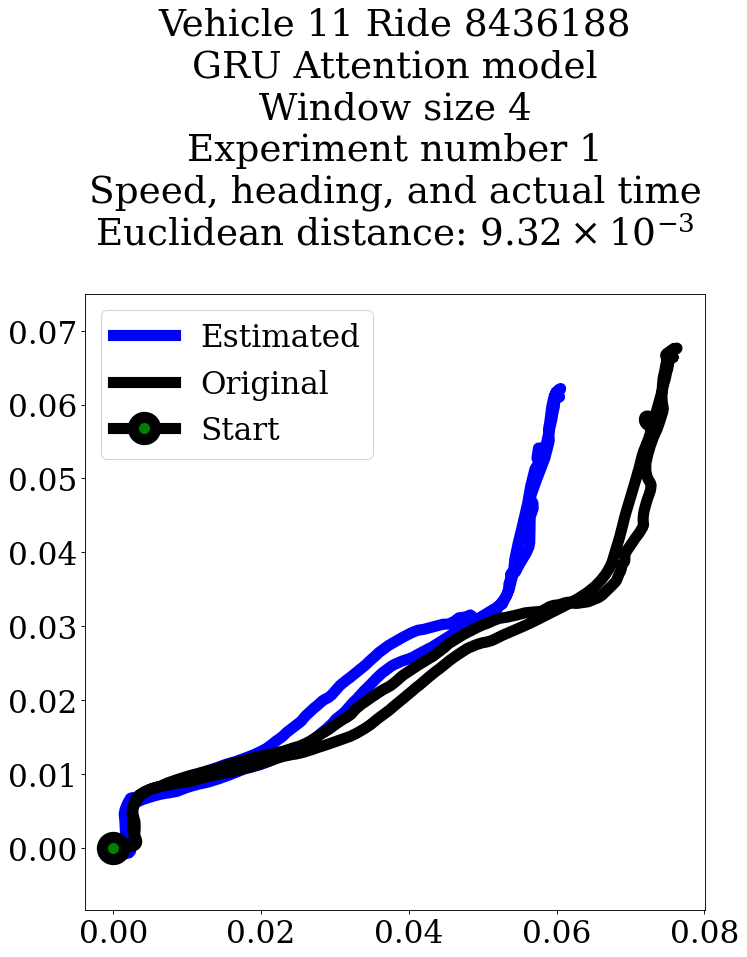 Vehicle 11 Ride 8436188
GRU Attention model
Window size 4
Experiment number 1
Speed, heading, and actual time
Euclidean distance: 9.32 × 10⁻³
Estimated
Original
Start
0.07
0.06
0.05
0.04
0.03
0.02
0.01
0.00
0.00 0.02 0.04 0.06 0.08